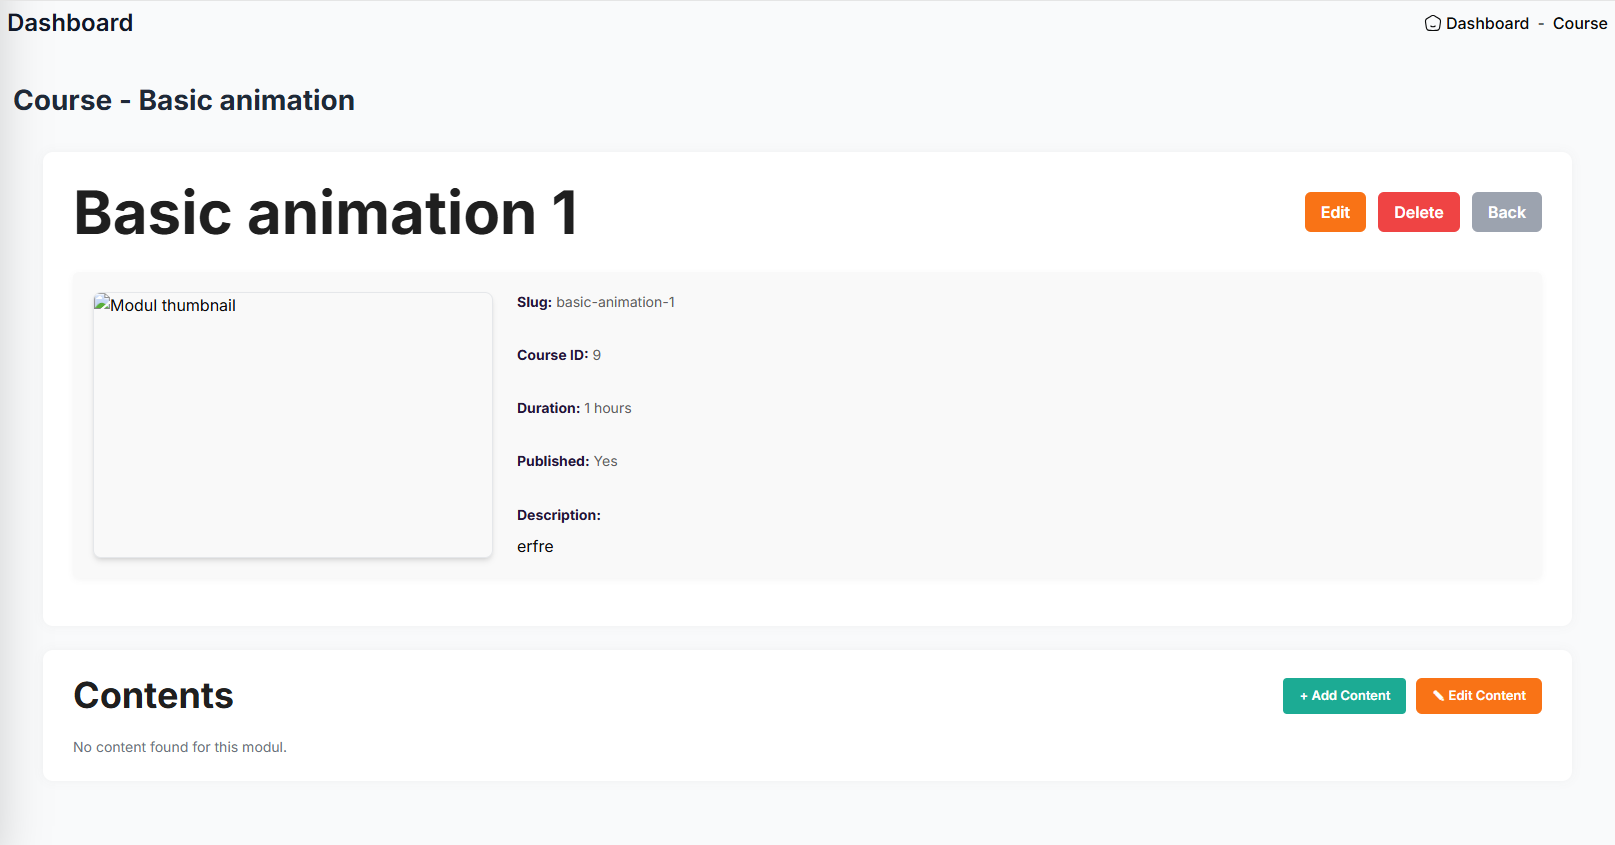 Dashboard
Dashboard - Course
Course - Basic animation
Basic animation 1
Edit
Delete
Back
Modul thumbnail
Slug: basic-animation-1
Course ID: 9
Duration: 1 hours
Published: Yes
Description:
erfre
Contents
+ Add Content
✎ Edit Content
No content found for this modul.